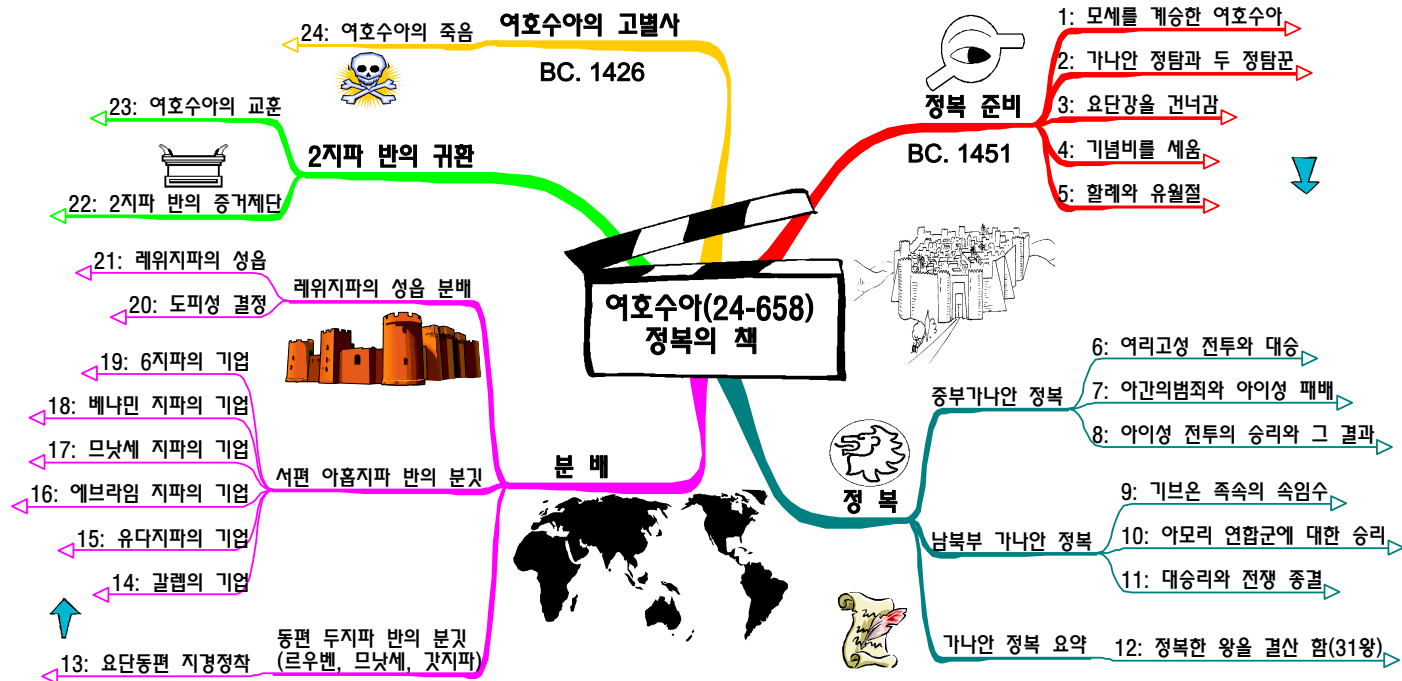 여호수아(24-658)
정복의 책
정복 준비
BC. 1451
1: 모세를 계승한 여호수아
2: 가나안 정탐과 두 정탐꾼
3: 요단강을 건너감
4: 기념비를 세움
5: 할례와 유월절
정 복
중부가나안 정복
6: 여리고성 전투와 대승
7: 아간의범죄와 아이성 패배
8: 아이성 전투의 승리와 그 결과
남북부 가나안 정복
9: 기브온 족속의 속임수
10: 아모리 연합군에 대한 승리
11: 대승리와 전쟁 종결
가나안 정복 요약
12: 정복한 왕을 결산 함(31왕)
분 배
동편 두지파 반의 분깃
(르우벤, 므낫세, 갓지파)
13: 요단동편 지경정착
서편 아홉지파 반의 분깃
14: 갈렙의 기업
15: 유다지파의 기업
16: 에브라임 지파의 기업
17: 므낫세 지파의 기업
18: 베냐민 지파의 기업
19: 6지파의 기업
레위지파의 성읍 분배
20: 도피성 결정
21: 레위지파의 성읍
2지파 반의 귀환
22: 2지파 반의 증거제단
23: 여호수아의 교훈
여호수아의 고별사
BC. 1426
24: 여호수아의 죽음